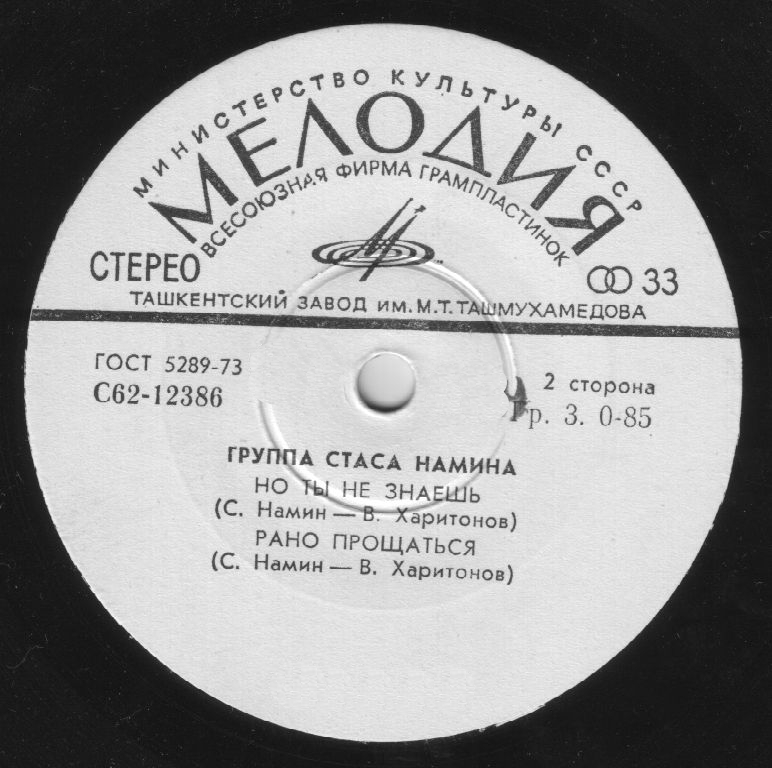 МИНИСТЕРСТВО КУЛЬТУРЫ СССР
МЕЛОДИЯ
ВСЕСОЮЗНАЯ ФИРМА ГРАМПЛАСТИНОК
СТЕРЕО
33
ТАШКЕНТСКИЙ ЗАВОД ИМ. М. Т. ТАШМУХАМЕДОВА
ГОСТ 5289-73
С62-12386
2 сторона
Гр. 3. 0-85
ГРУППА СТАСА НАМИНА
НО ТЫ НЕ ЗНАЕШЬ
(С. Намин — В. Харитонов)
РАНО ПРОЩАТЬСЯ
(С. Намин — В. Харитонов)